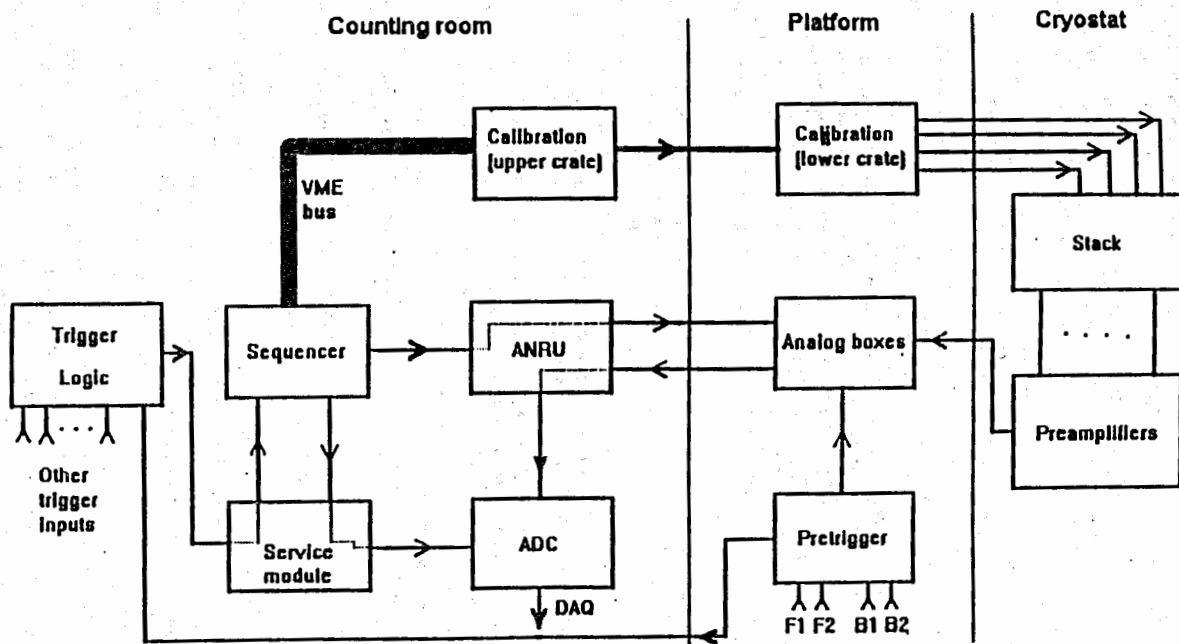 Counting room
Platform
Cryostat
Calibration
(upper crate)
Calibration
(lower crate)
VME
bus
Stack
Trigger
Logic
Sequencer
ANRU
Analog boxes
. . . .
Preamplifiers
Other
trigger
inputs
Service
module
ADC
Pretrigger
DAQ
F1 F2 B1 B2